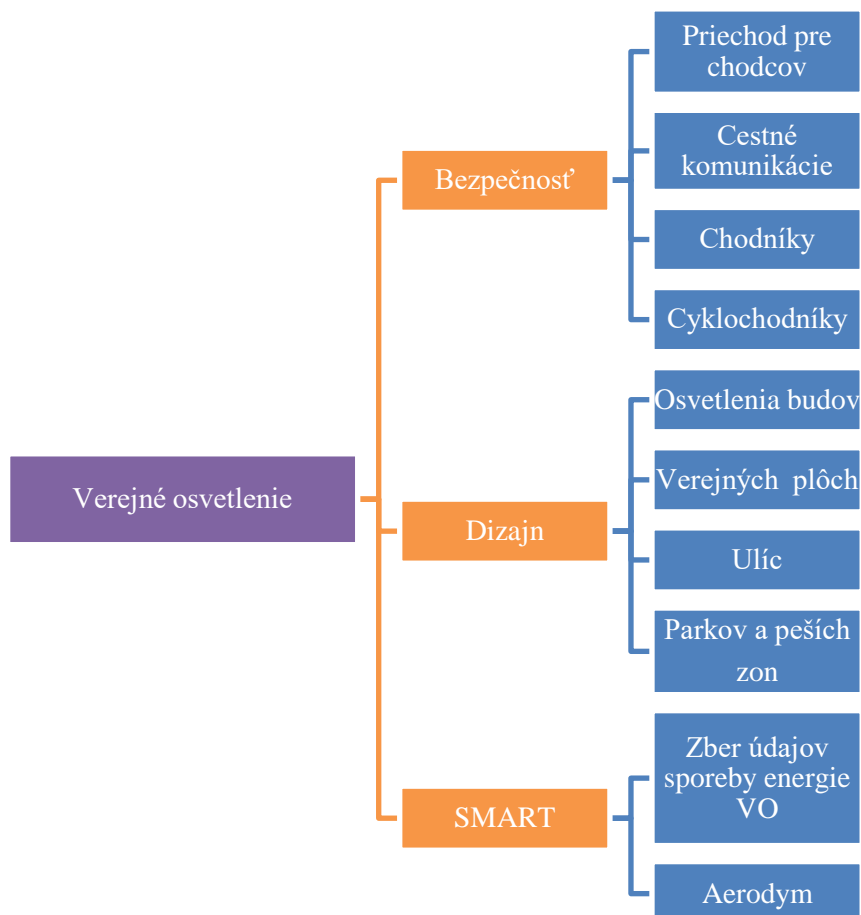 Verejné osvetlenie
Bezpečnosť
Priechod pre
chodcov
Cestné
komunikácie
Chodníky
Cyklochodníky
Dizajn
Osvetlenia budov
Verejných plôch
Ulíc
Parkov a peších
zon
SMART
Zber údajov
sporeby energie
VO
Aerodym